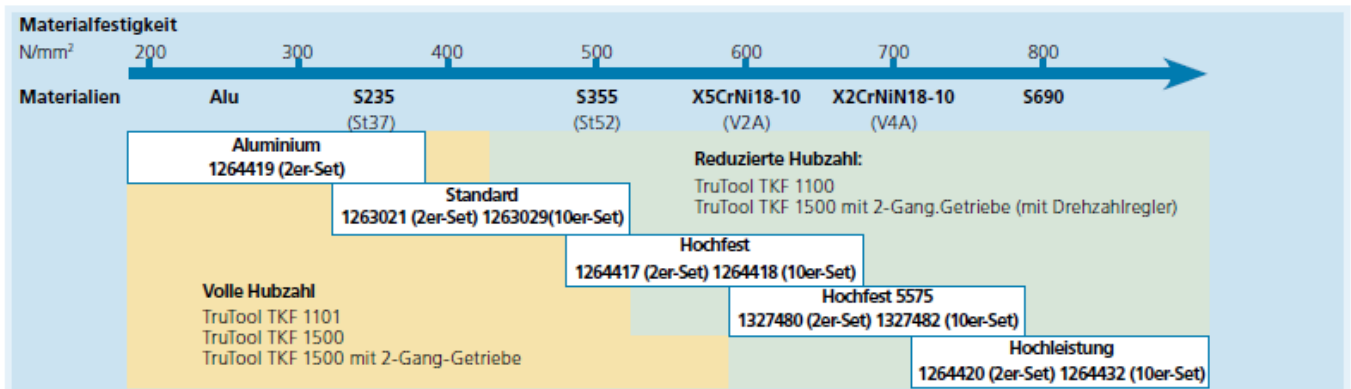 Materialfestigkeit
N/mm² 200 300 400 500 600 700 800
Materialien Alu S235 S355 X5CrNi18-10 X2CrNiN18-10 S690
(St37) (St52) (V2A) (V4A)
Aluminium
1264419 (2er-Set)
Reduzierte Hubzahl:
TruTool TKF 1100
TruTool TKF 1500 mit 2-Gang.Getriebe (mit Drehzahlregler)
Standard
1263021 (2er-Set) 1263029(10er-Set)
Hochfest
1264417 (2er-Set) 1264418 (10er-Set)
Volle Hubzahl
TruTool TKF 1101
TruTool TKF 1500
TruTool TKF 1500 mit 2-Gang-Getriebe
Hochfest 5575
1327480 (2er-Set) 1327482 (10er-Set)
Hochleistung
1264420 (2er-Set) 1264432 (10er-Set)